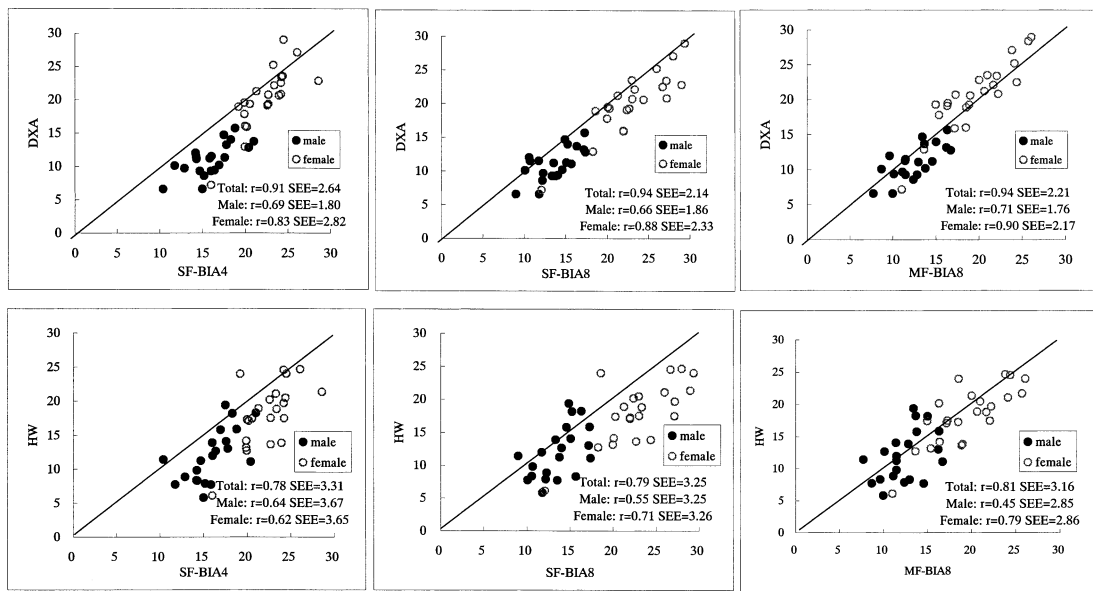 30
25
20
15
10
5
0
DXA
male
female
Total: r=0.91 SEE=2.64
Male: r=0.69 SEE=1.80
Female: r=0.83 SEE=2.82
0 5 10 15 20 25 30
SF-BIA4
30
25
20
15
10
5
0
DXA
male
female
Total: r=0.94 SEE=2.14
Male: r=0.66 SEE=1.86
Female: r=0.88 SEE=2.33
0 5 10 15 20 25 30
SF-BIA8
30
25
20
15
10
5
0
DXA
male
female
Total: r=0.94 SEE=2.21
Male: r=0.71 SEE=1.76
Female: r=0.90 SEE=2.17
0 5 10 15 20 25 30
MF-BIA8
30
25
20
15
10
5
0
HW
male
female
Total: r=0.78 SEE=3.31
Male: r=0.64 SEE=3.67
Female: r=0.62 SEE=3.65
0 5 10 15 20 25 30
SF-BIA4
30
25
20
15
10
5
0
HW
male
female
Total: r=0.79 SEE=3.25
Male: r=0.55 SEE=3.25
Female: r=0.71 SEE=3.26
0 5 10 15 20 25 30
SF-BIA8
30
25
20
15
10
5
0
HW
male
female
Total: r=0.81 SEE=3.16
Male: r=0.45 SEE=2.85
Female: r=0.79 SEE=2.86
0 5 10 15 20 25 30
MF-BIA8